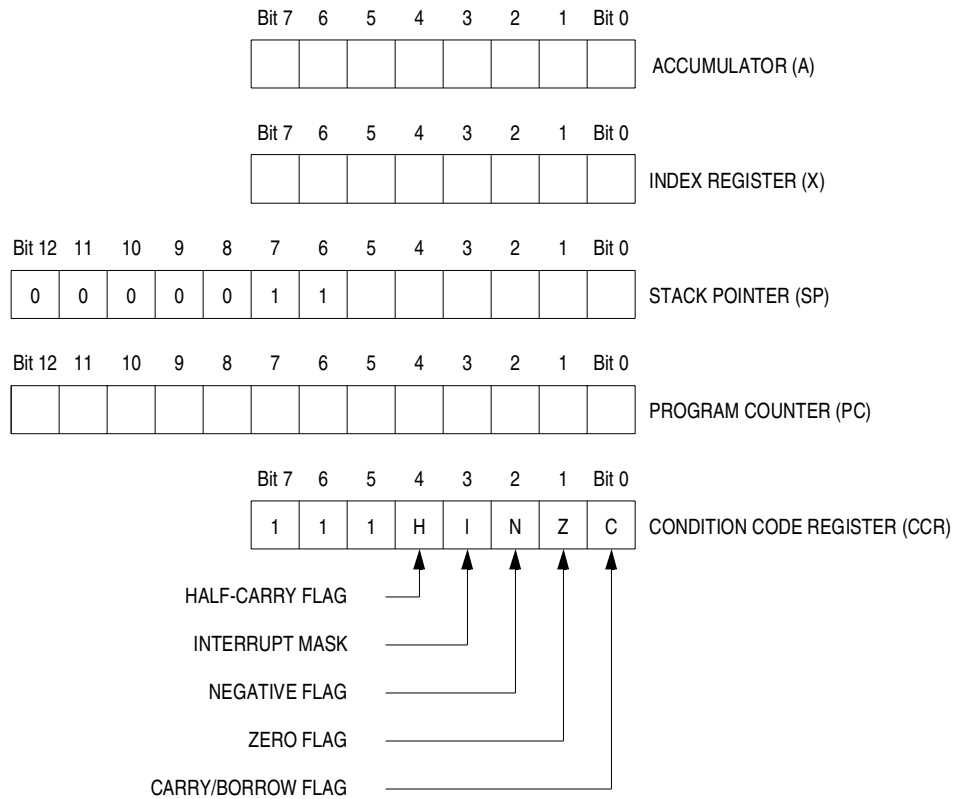 Bit 7 6 5 4 3 2 1 Bit 0
ACCUMULATOR (A)
Bit 7 6 5 4 3 2 1 Bit 0
INDEX REGISTER (X)
Bit 12 11 10 9 8 7 6 5 4 3 2 1 Bit 0
0 0 0 0 0 1 1 STACK POINTER (SP)
Bit 12 11 10 9 8 7 6 5 4 3 2 1 Bit 0
PROGRAM COUNTER (PC)
Bit 7 6 5 4 3 2 1 Bit 0
1 1 1 H I N Z C CONDITION CODE REGISTER (CCR)
HALF-CARRY FLAG
INTERRUPT MASK
NEGATIVE FLAG
ZERO FLAG
CARRY/BORROW FLAG